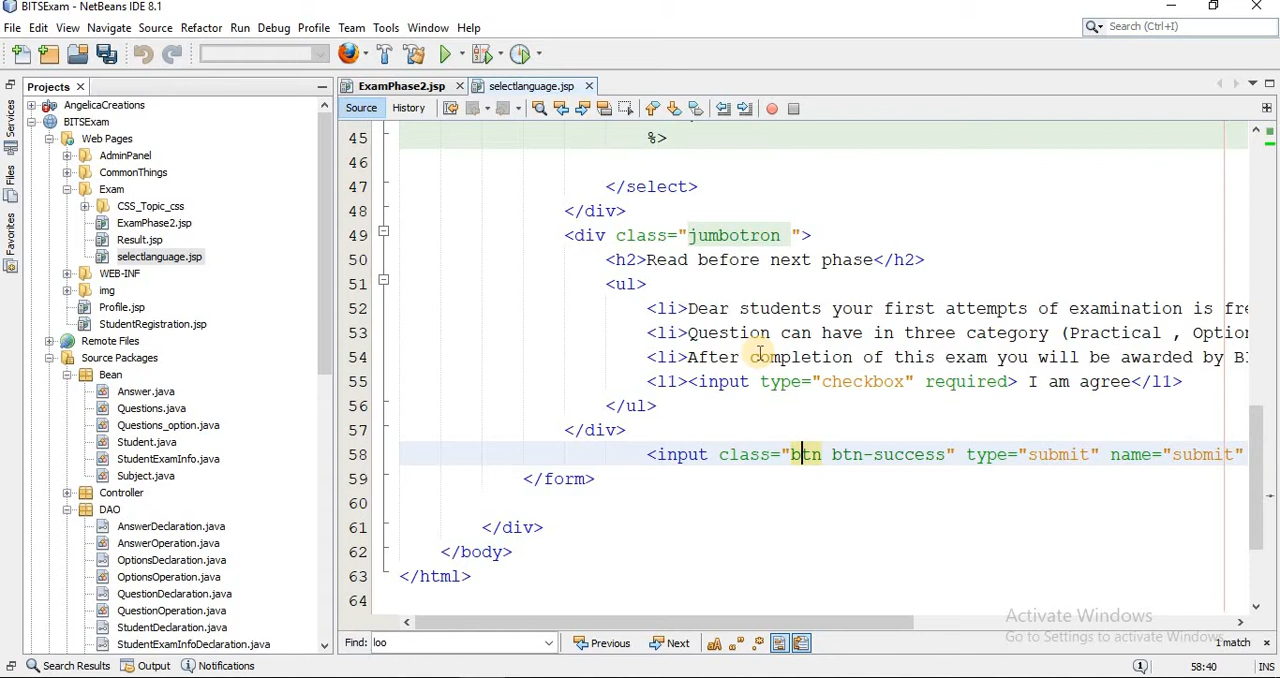 BITSExam - NetBeans IDE 8.1
File Edit View Navigate Source Refactor Run Debug Profile Team Tools Window Help
Search (Ctrl+I)
Projects
ExamPhase2.jsp
selectlanguage.jsp
Source History
Services
Files
Favorites
AngelicaCreations
BITSExam
Web Pages
AdminPanel
CommonThings
Exam
CSS_Topic_css
ExamPhase2.jsp
Result.jsp
selectlanguage.jsp
WEB-INF
img
Profile.jsp
StudentRegistration.jsp
Remote Files
Source Packages
Bean
Answer.java
Questions.java
Questions_option.java
Student.java
StudentExamInfo.java
Subject.java
Controller
DAO
AnswerDeclaration.java
AnswerOperation.java
OptionsDeclaration.java
OptionsOperation.java
QuestionDeclaration.java
QuestionOperation.java
StudentDeclaration.java
StudentExamInfoDeclaration.java
45 %>
46
47 </select>
48 </div>
49 <div class="jumbotron ">
50 <h2>Read before next phase</h2>
51 <ul>
52 <li>Dear students your first attempts of examination is fre
53 <li>Question can have in three category (Practical , Optio
54 <li>After completion of this exam you will be awarded by B
55 <l1><input type="checkbox" required> I am agree</l1>
56 </ul>
57 </div>
58 <input class="btn btn-success" type="submit" name="submit"
59 </form>
60
61 </div>
62 </body>
63 </html>
64
Activate Windows
Go to Settings to activate Windows.
Find: loo Previous Next 1 match
Search Results Output Notifications
58:40 INS